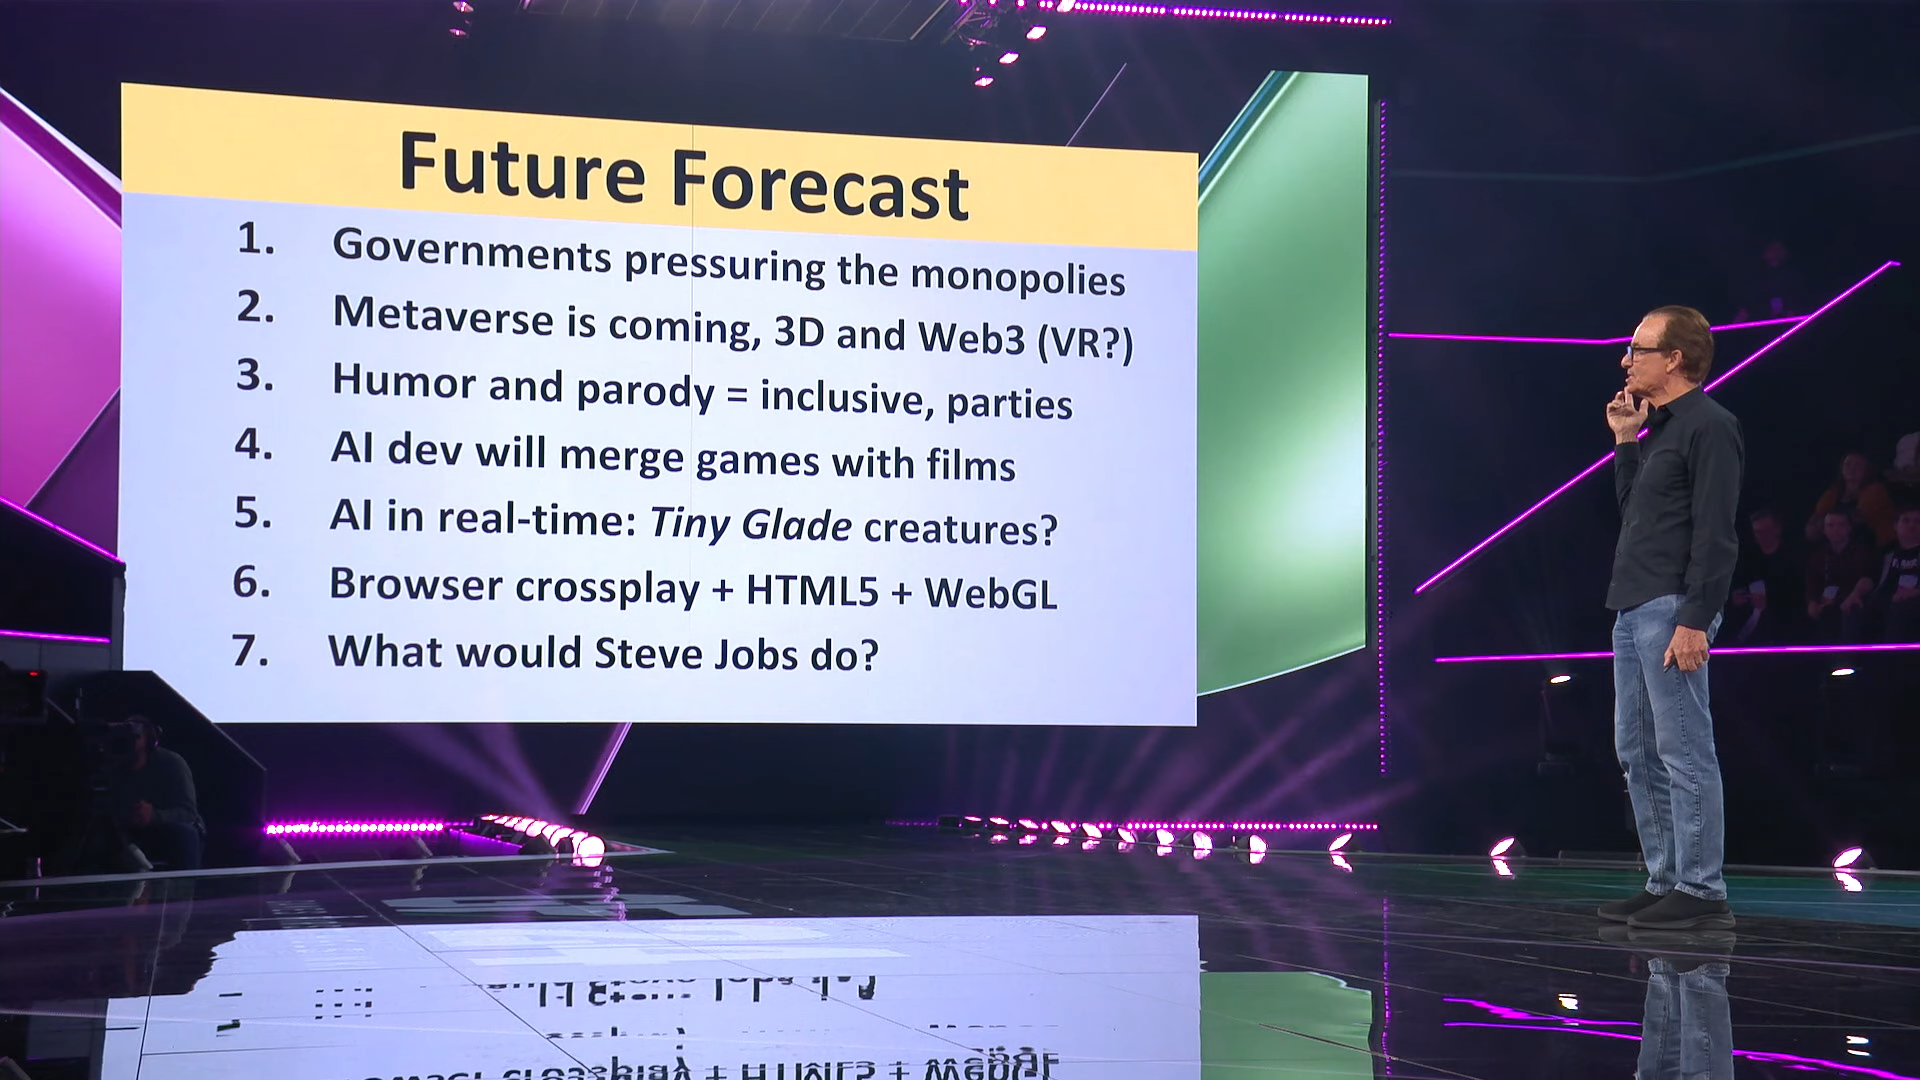 Future Forecast
1. Governments pressuring the monopolies
2. Metaverse is coming, 3D and Web3 (VR?)
3. Humor and parody = inclusive, parties
4. AI dev will merge games with films
5. AI in real-time: Tiny Glade creatures?
6. Browser crossplay + HTML5 + WebGL
7. What would Steve Jobs do?